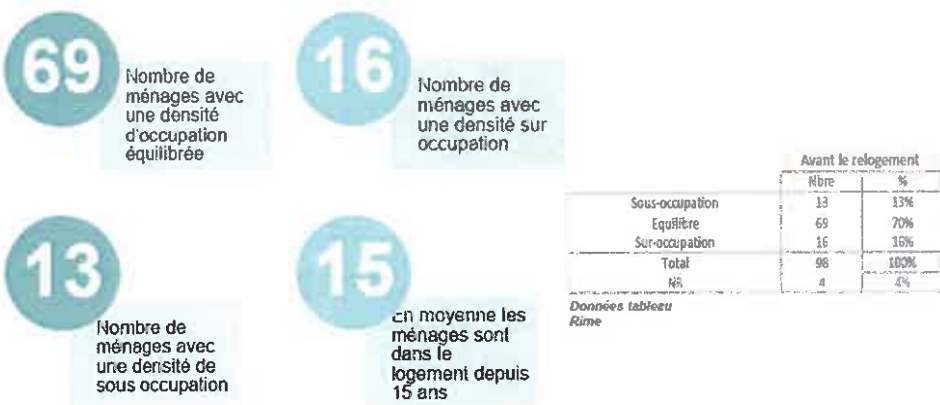 69
Nombre de
ménages avec
une densité
d'occupation
équilibrée
16
Nombre de
ménages avec
une densité sur
occupation
13
Nombre de
ménages avec
une densité de
sous occupation
15
En moyenne les
ménages sont
dans le
logement depuis
15 ans
Avant le relogement
Nbre %
Sous-occupation 13 13%
Equilibre 69 70%
Sur-occupation 16 16%
Total 98 100%
NR 4 4%
Données tableau
Rime